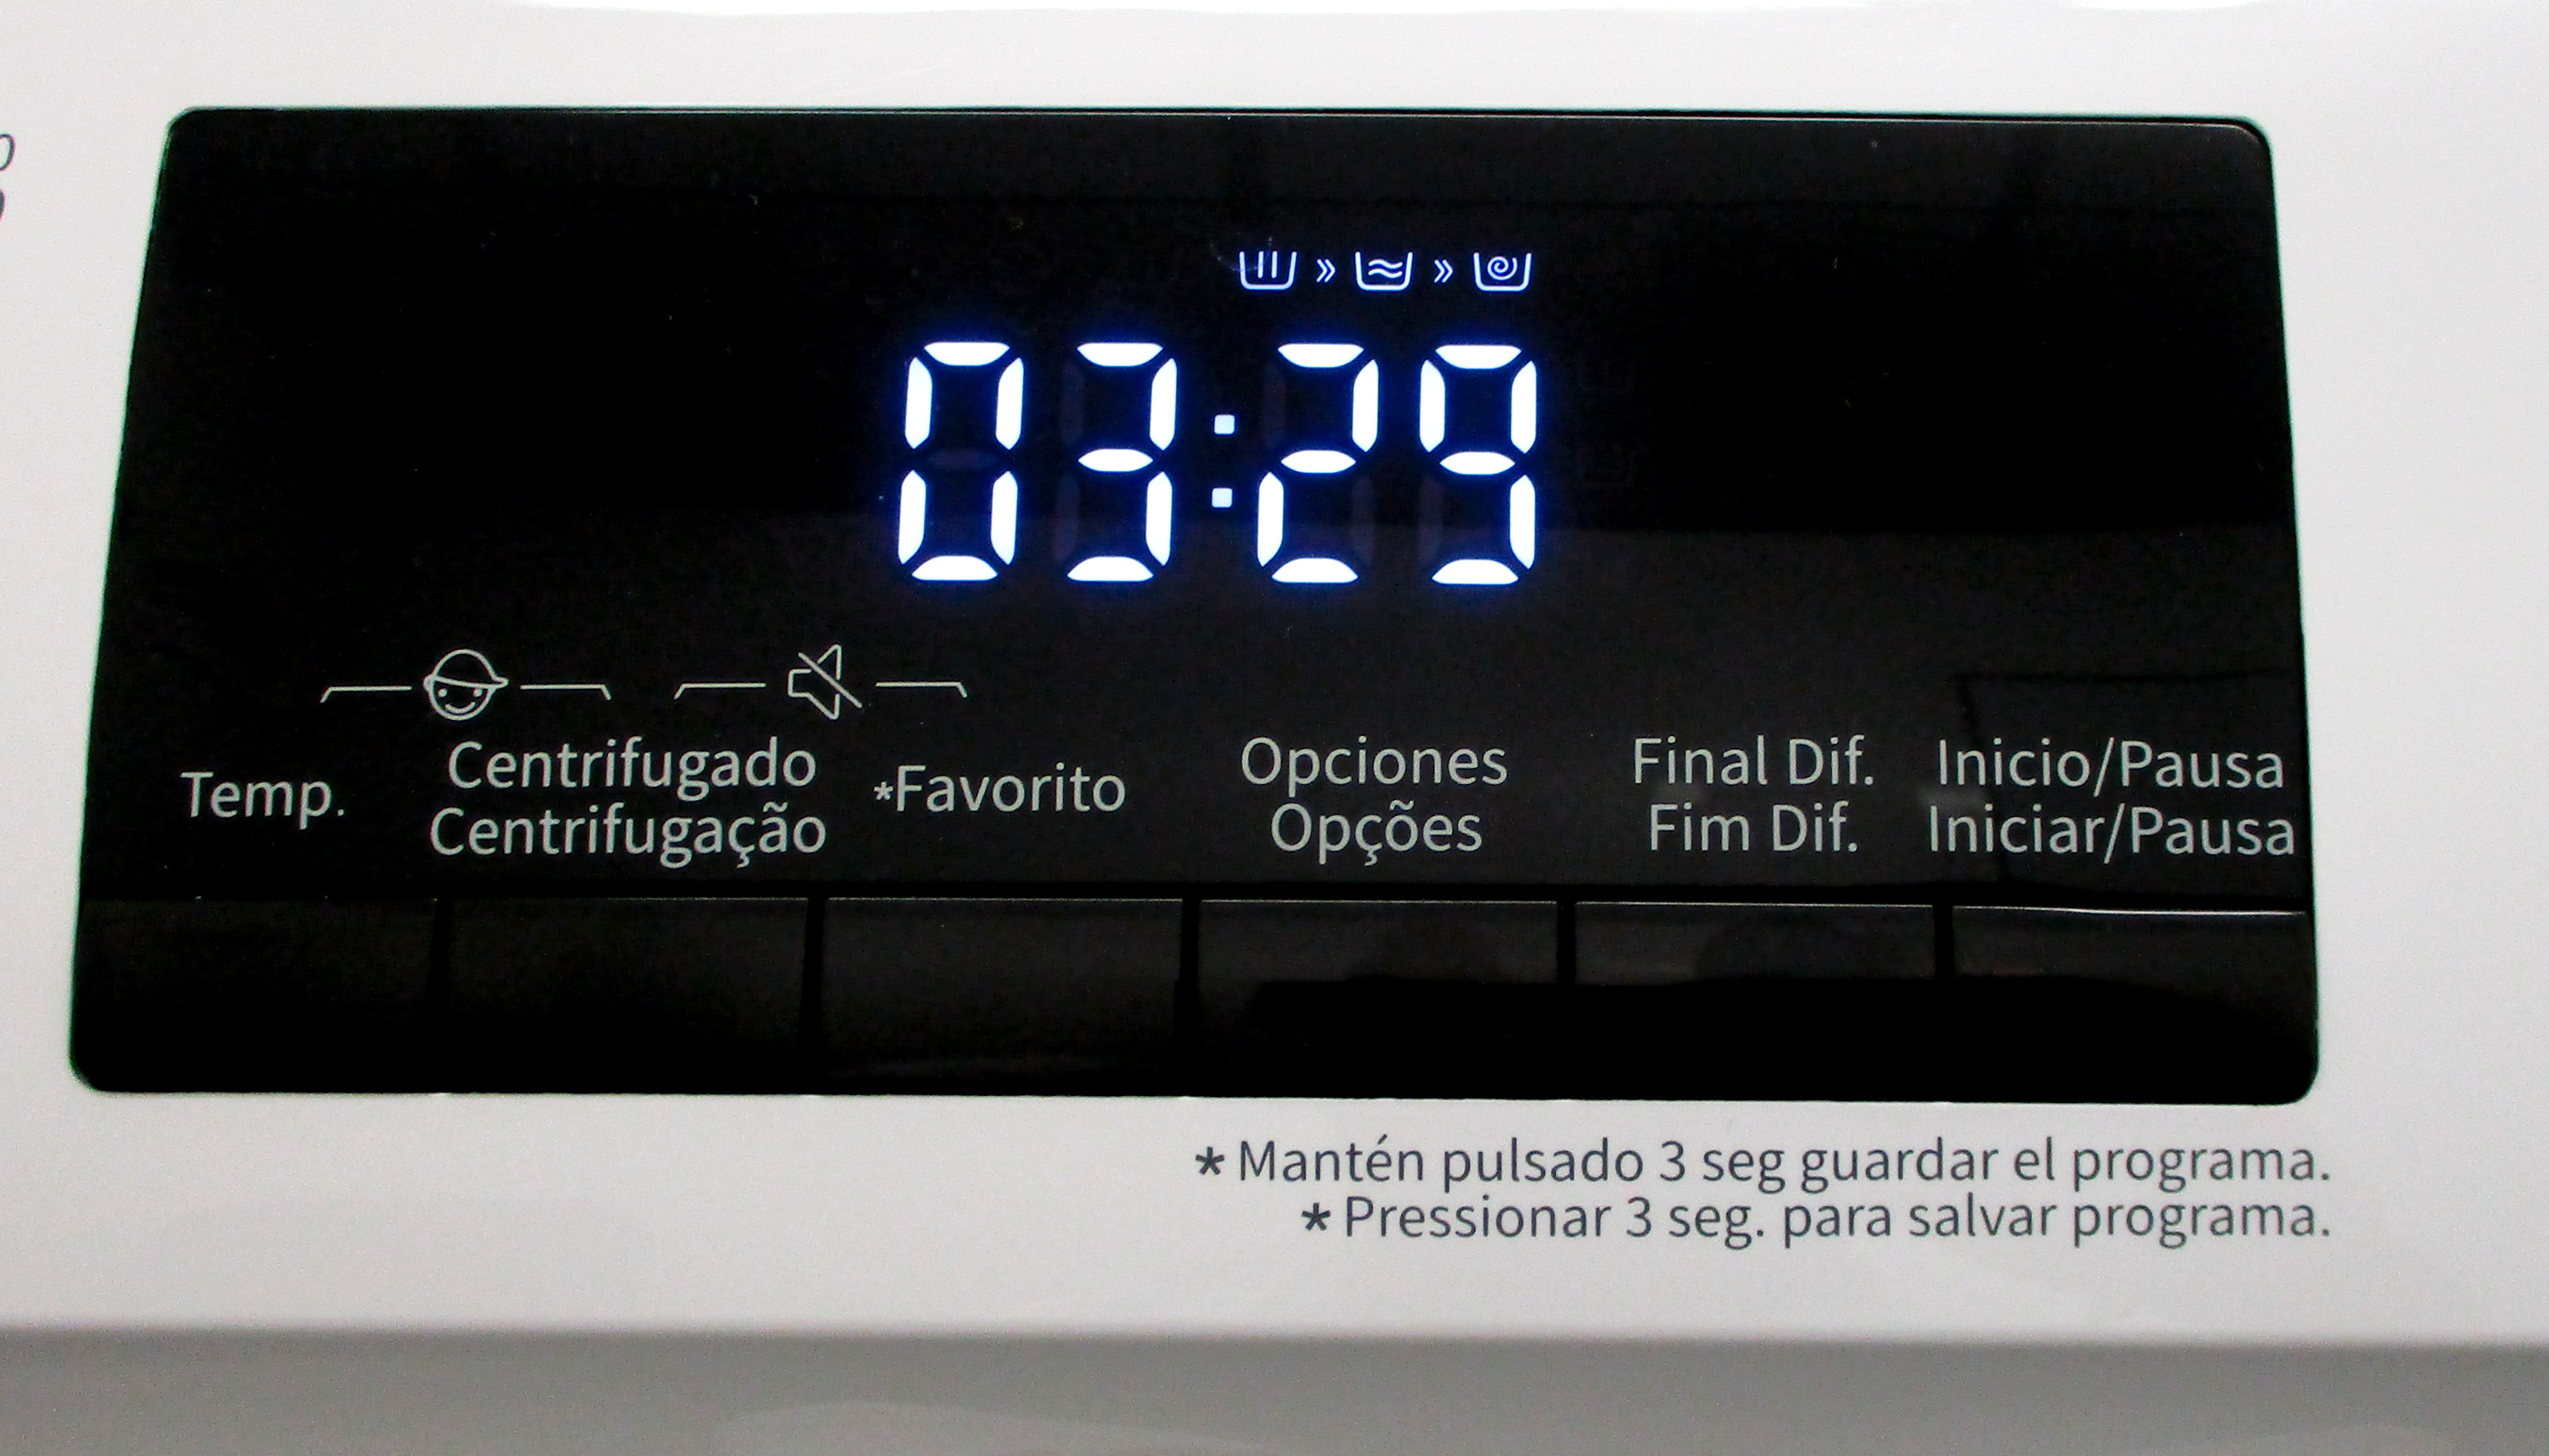 03:29
Temp.
Centrifugado
Centrifugação
*Favorito
Opciones
Opções
Final Dif.
Fim Dif.
Inicio/Pausa
Iniciar/Pausa
* Mantén pulsado 3 seg guardar el programa.
* Pressionar 3 seg. para salvar programa.